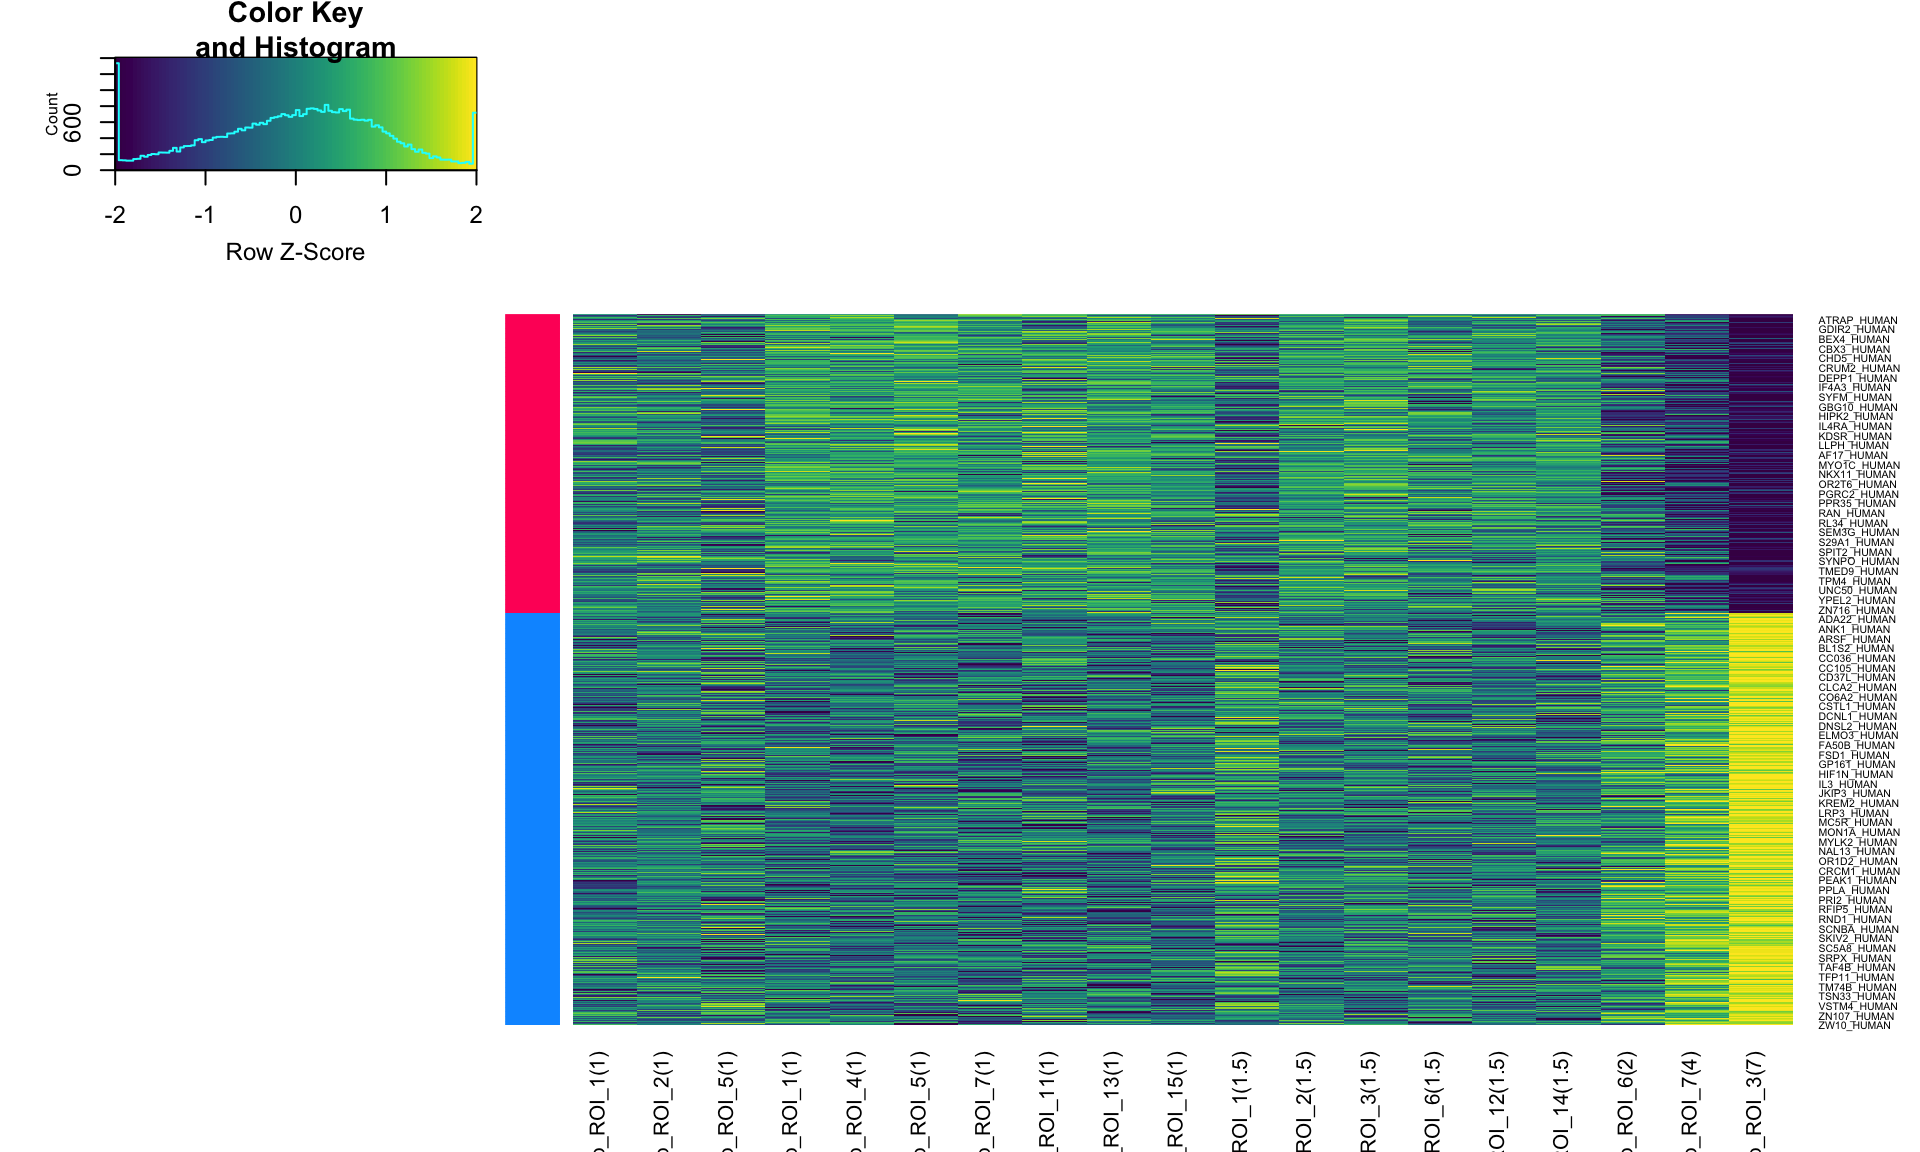 Color Key
and Histogram
Count
0
600
-2
-1
0
1
2
Row Z-Score
ATRAP_HUMAN
GDIR2_HUMAN
BEX4_HUMAN
CBX3_HUMAN
CHD5_HUMAN
CRUM2_HUMAN
DEPP1_HUMAN
IF4A3_HUMAN
SYFM_HUMAN
GBG10_HUMAN
HIPK2_HUMAN
IL4RA_HUMAN
KDSR_HUMAN
LLPH_HUMAN
AF17_HUMAN
MYO1C_HUMAN
NKX11_HUMAN
OR2T6_HUMAN
PGRC2_HUMAN
PPR35_HUMAN
RAN_HUMAN
RL34_HUMAN
SEM3G_HUMAN
S29A1_HUMAN
SPIT2_HUMAN
SYNPO_HUMAN
TMED9_HUMAN
TPM4_HUMAN
UNC50_HUMAN
YPEL2_HUMAN
ZN716_HUMAN
ADA22_HUMAN
ANK1_HUMAN
ARSF_HUMAN
BL1S2_HUMAN
CC036_HUMAN
CC105_HUMAN
CD37L_HUMAN
CLCA2_HUMAN
CO6A2_HUMAN
CSTL1_HUMAN
DCNL1_HUMAN
DNSL2_HUMAN
ELMO3_HUMAN
FA50B_HUMAN
FSD1_HUMAN
GP161_HUMAN
HIF1N_HUMAN
IL3_HUMAN
JKIP3_HUMAN
KREM2_HUMAN
LRP3_HUMAN
MC5R_HUMAN
MON1A_HUMAN
MYLK2_HUMAN
NAL13_HUMAN
OR1D2_HUMAN
CRCM1_HUMAN
PEAK1_HUMAN
PPLA_HUMAN
PRI2_HUMAN
RFIP5_HUMAN
RND1_HUMAN
SCNBA_HUMAN
SKIV2_HUMAN
SC5A8_HUMAN
SRPX_HUMAN
TAF4B_HUMAN
TFP11_HUMAN
TM74B_HUMAN
TSN33_HUMAN
VSTM4_HUMAN
ZN107_HUMAN
ZW10_HUMAN
_ROI_1(1)
_ROI_2(1)
_ROI_5(1)
_ROI_1(1)
_ROI_4(1)
_ROI_5(1)
_ROI_7(1)
_ROI_11(1)
_ROI_13(1)
_ROI_15(1)
ROI_1(1.5)
ROI_2(1.5)
ROI_3(1.5)
ROI_6(1.5)
ROI_12(1.5)
ROI_14(1.5)
_ROI_6(2)
_ROI_7(4)
_ROI_3(7)